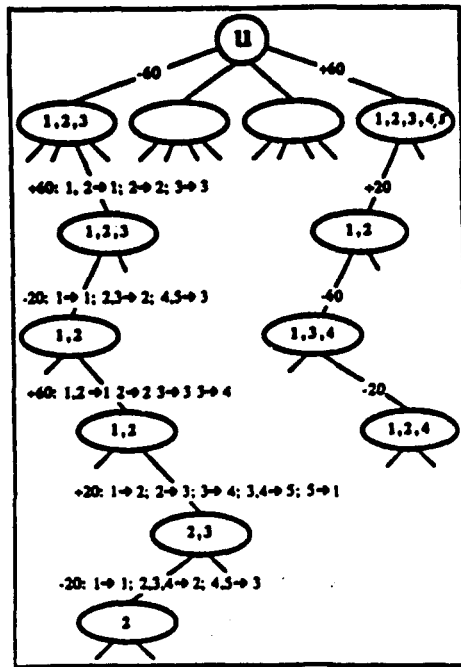 u
-60 +60
1,2,3 1,2,3,4,5
+60: 1, 2→1; 2→2; 3→3 +20
1,2,3 1,2
-20: 1→1; 2,3→2; 4,5→3 -60
1,2 1,3,4
+60: 1,2→1 2→2 3→3 3→4 -20
1,2 1,2,4
+20: 1→2; 2→3; 3→4; 3,4→5; 5→1
2,3
-20: 1→1; 2,3,4→2; 4,5→3
2